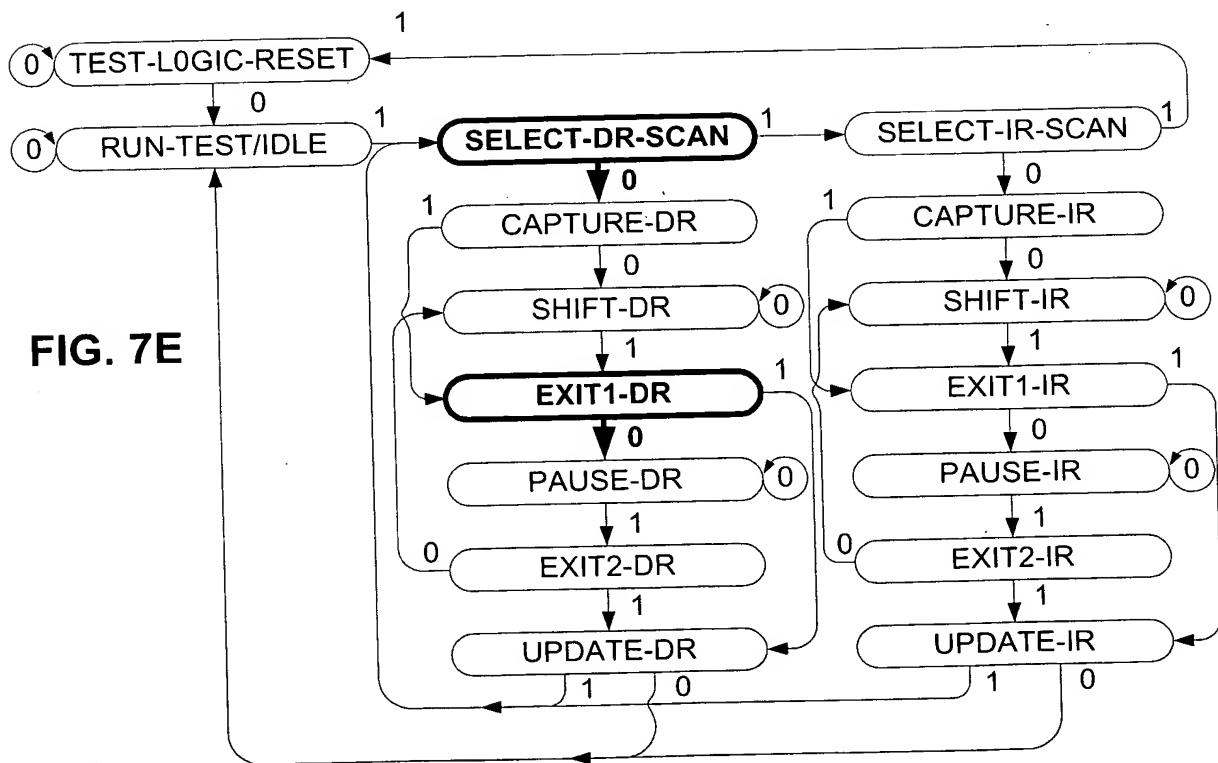 1
0 TEST-L0GIC-RESET
0
0 RUN-TEST/IDLE 1
SELECT-DR-SCAN 1
SELECT-IR-SCAN 1
0
0
1 CAPTURE-DR
1 CAPTURE-IR
0
0
SHIFT-DR 0
SHIFT-IR 0
FIG. 7E
1
1
EXIT1-DR 1
EXIT1-IR 1
0
0
PAUSE-DR 0
PAUSE-IR 0
1
1
0 EXIT2-DR
0 EXIT2-IR
1
1
UPDATE-DR
UPDATE-IR
1 0
1 0